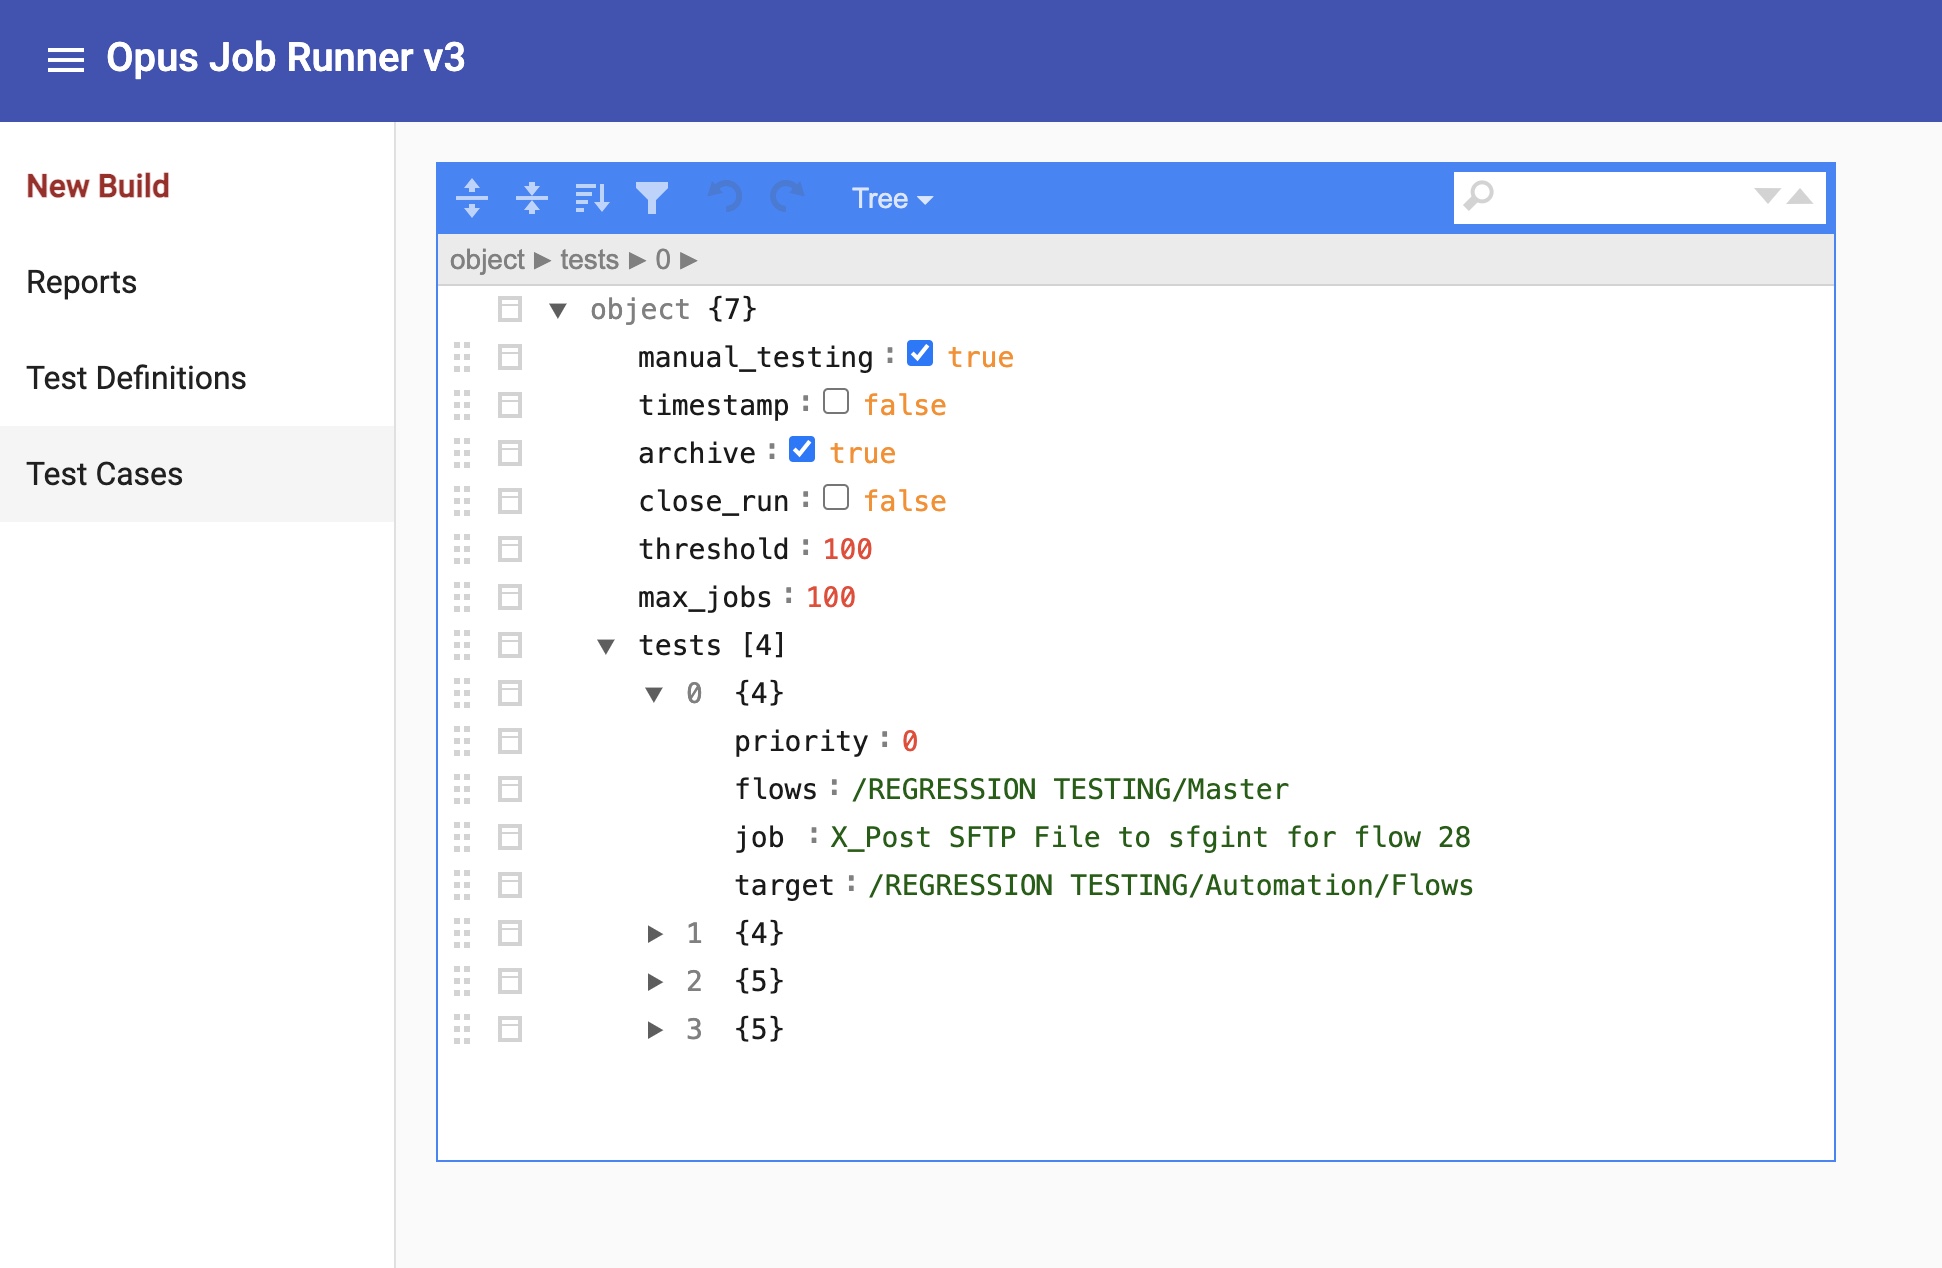 Opus Job Runner v3
New Build
Reports
Test Definitions
Test Cases
Tree
object ▶ tests ▶ 0 ▶
object {7}
manual_testing : true
timestamp : false
archive : true
close_run : false
threshold : 100
max_jobs : 100
tests [4]
0 {4}
priority : 0
flows : /REGRESSION TESTING/Master
job : X_Post SFTP File to sfgint for flow 28
target : /REGRESSION TESTING/Automation/Flows
1 {4}
2 {5}
3 {5}